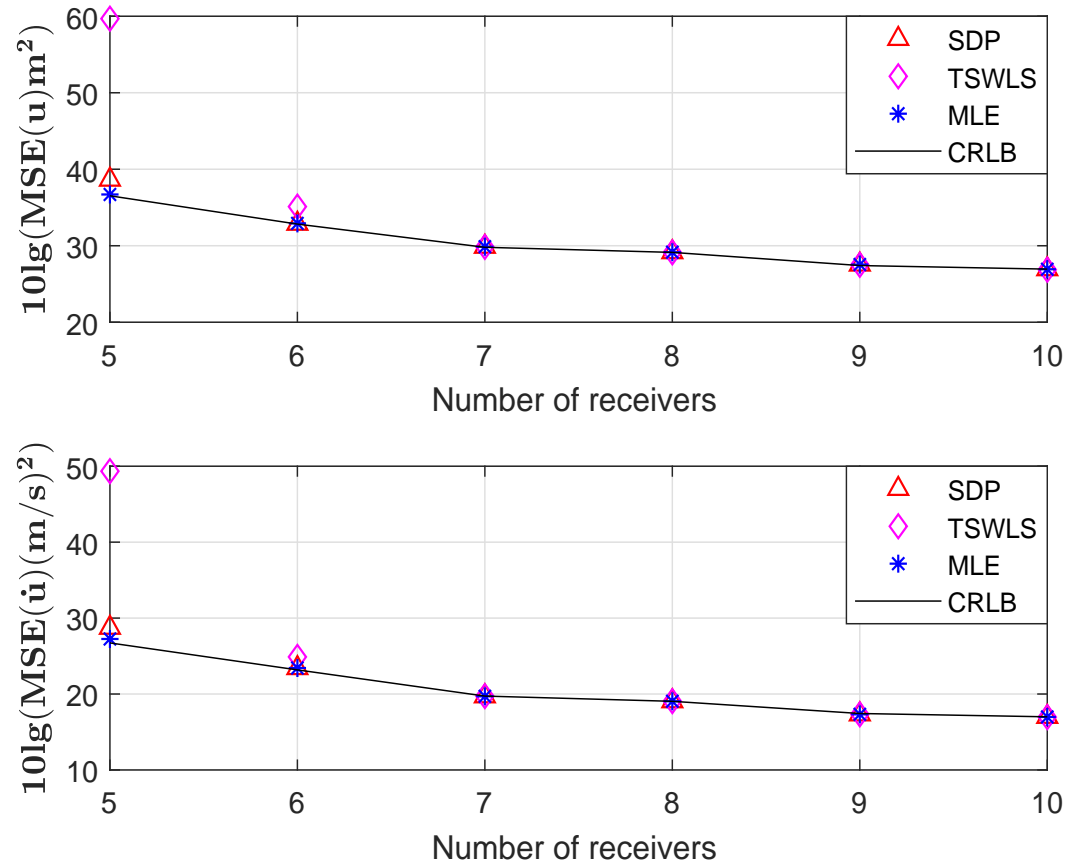 10lg(MSE(u)m²)
60
50
40
30
20
5
6
7
8
9
10
Number of receivers
SDP
TSWLS
MLE
CRLB
10lg(MSE(u̇)(m/s)²)
50
40
30
20
10
5
6
7
8
9
10
Number of receivers
SDP
TSWLS
MLE
CRLB